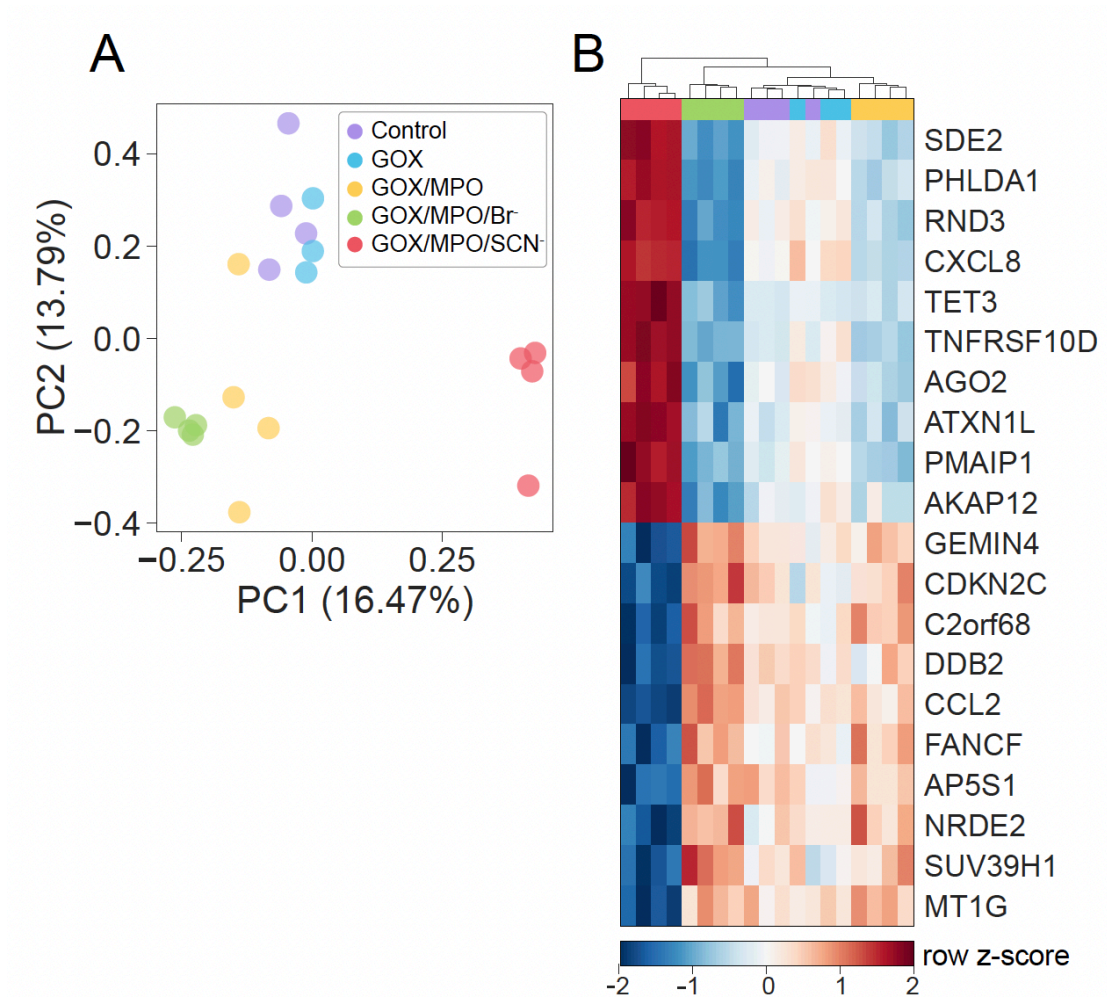 A
B
Control
GOX
GOX/MPO
GOX/MPO/Br⁻
GOX/MPO/SCN⁻
0.4
0.2
0.0
−0.2
−0.4
PC2 (13.79%)
−0.25
0.00
0.25
PC1 (16.47%)
SDE2
PHLDA1
RND3
CXCL8
TET3
TNFRSF10D
AGO2
ATXN1L
PMAIP1
AKAP12
GEMIN4
CDKN2C
C2orf68
DDB2
CCL2
FANCF
AP5S1
NRDE2
SUV39H1
MT1G
row z-score
-2 -1 0 1 2